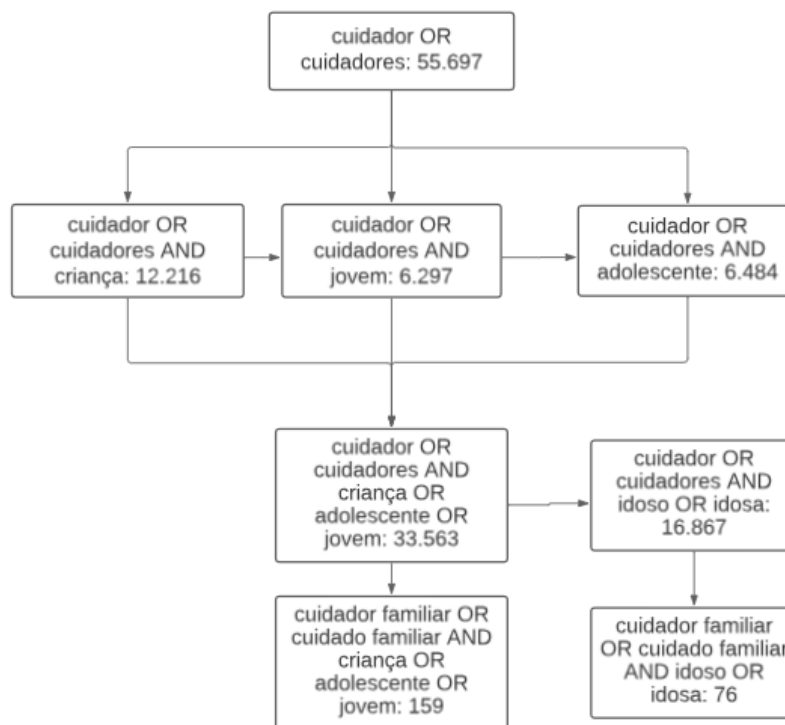 cuidador OR
cuidadores: 55.697
cuidador OR
cuidadores AND
criança: 12.216
cuidador OR
cuidadores AND
jovem: 6.297
cuidador OR
cuidadores AND
adolescente: 6.484
cuidador OR
cuidadores AND
criança OR
adolescente OR
jovem: 33.563
cuidador OR
cuidadores AND
idoso OR idosa:
16.867
cuidador familiar OR
cuidado familiar AND
criança OR
adolescente OR
jovem: 159
cuidador familiar
OR cuidado familiar
AND idoso OR
idosa: 76